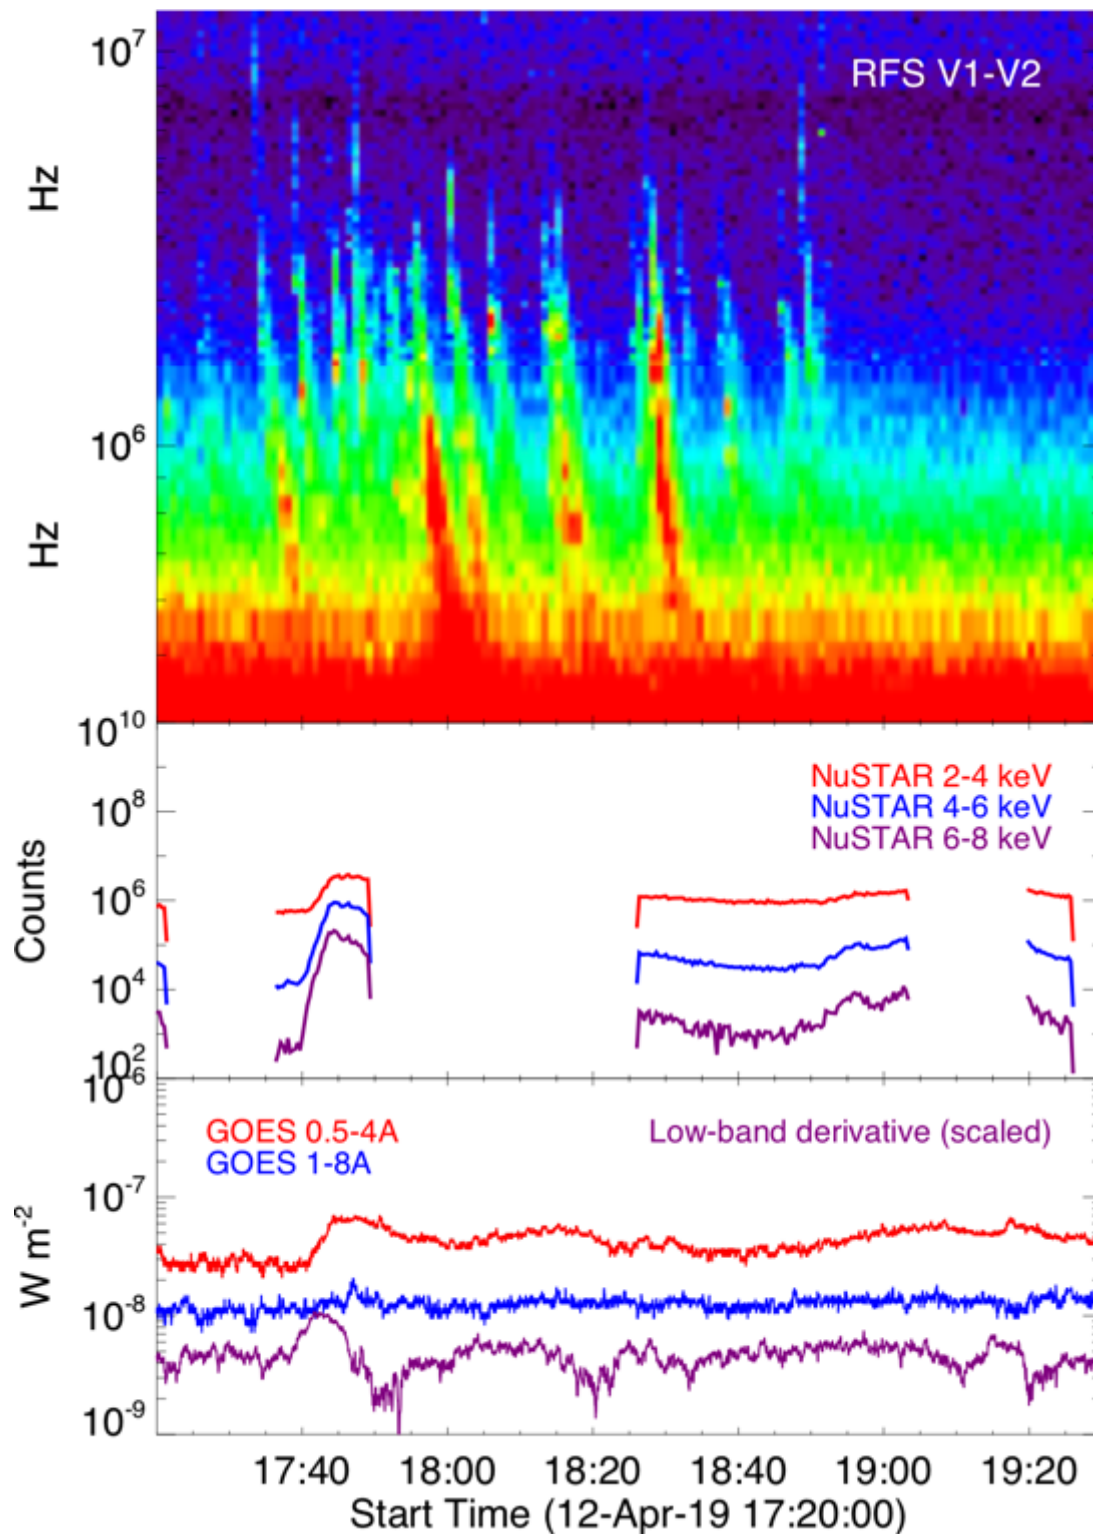 10^7
RFS V1-V2
Hz
10^6
Hz
10^10
NuSTAR 2-4 keV
NuSTAR 4-6 keV
NuSTAR 6-8 keV
10^8
Counts
10^6
10^4
10^2
10^-6
GOES 0.5-4A
Low-band derivative (scaled)
GOES 1-8A
10^-7
W m^-2
10^-8
10^-9
17:40 18:00 18:20 18:40 19:00 19:20
Start Time (12-Apr-19 17:20:00)